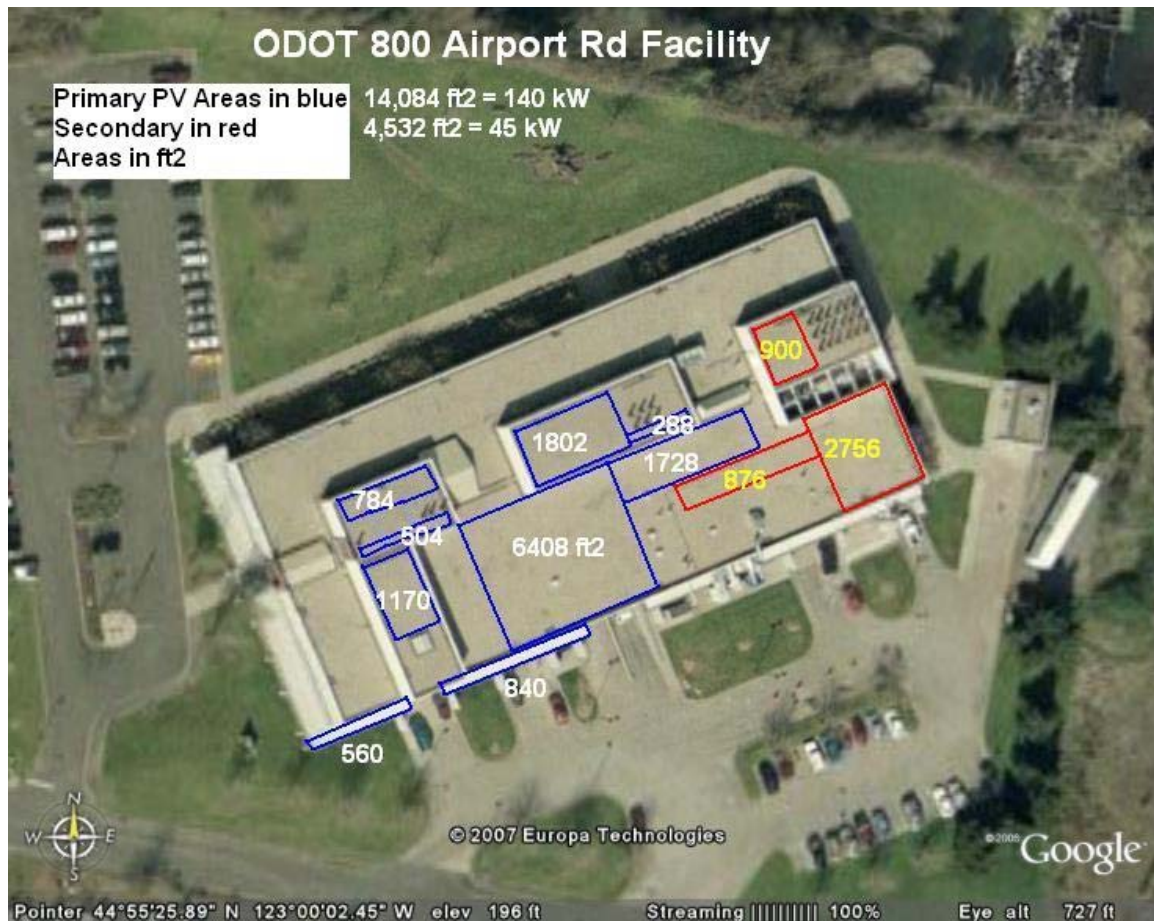 ODOT 800 Airport Rd Facility
Primary PV Areas in blue 14,084 ft2 = 140 kW
Secondary in red 4,532 ft2 = 45 kW
Areas in ft2
900
288
1802
1728
2756
876
784
504
6408 ft2
1170
840
560
N
W E
S
© 2007 Europa Technologies
©2005 Google
Pointer 44°55'25.89" N 123°00'02.45" W elev 196 ft Streaming |||||||||| 100% Eye alt 727 ft